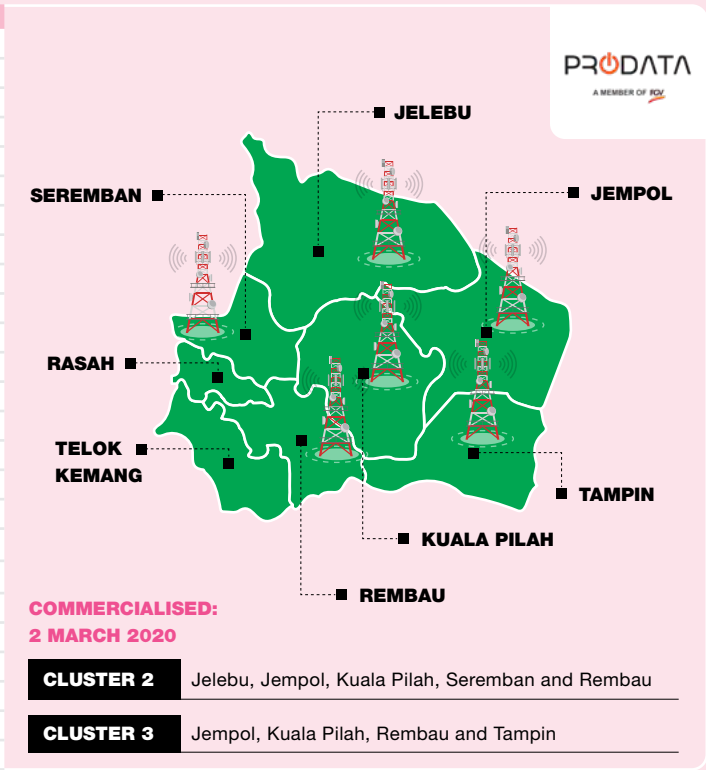 PRODATA
A MEMBER OF TCV
JELEBU
SEREMBAN
JEMPOL
RASAH
TELOK
KEMANG
TAMPIN
KUALA PILAH
REMBAU
COMMERCIALISED:
2 MARCH 2020
CLUSTER 2 Jelebu, Jempol, Kuala Pilah, Seremban and Rembau
CLUSTER 3 Jempol, Kuala Pilah, Rembau and Tampin